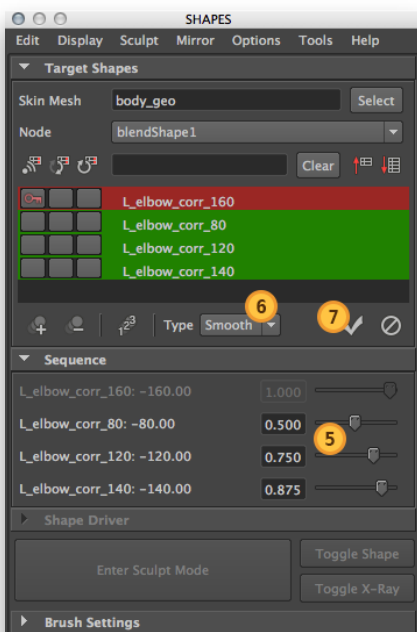 SHAPES
Edit Display Sculpt Mirror Options Tools Help
Target Shapes
Skin Mesh body_geo Select
Node blendShape1
Clear
L_elbow_corr_160
L_elbow_corr_80
L_elbow_corr_120
L_elbow_corr_140
6 7
123 Type Smooth
Sequence
L_elbow_corr_160: -160.00 1.000
L_elbow_corr_80: -80.00 0.500
5
L_elbow_corr_120: -120.00 0.750
L_elbow_corr_140: -140.00 0.875
Shape Driver
Enter Sculpt Mode Toggle Shape
Toggle X-Ray
Brush Settings